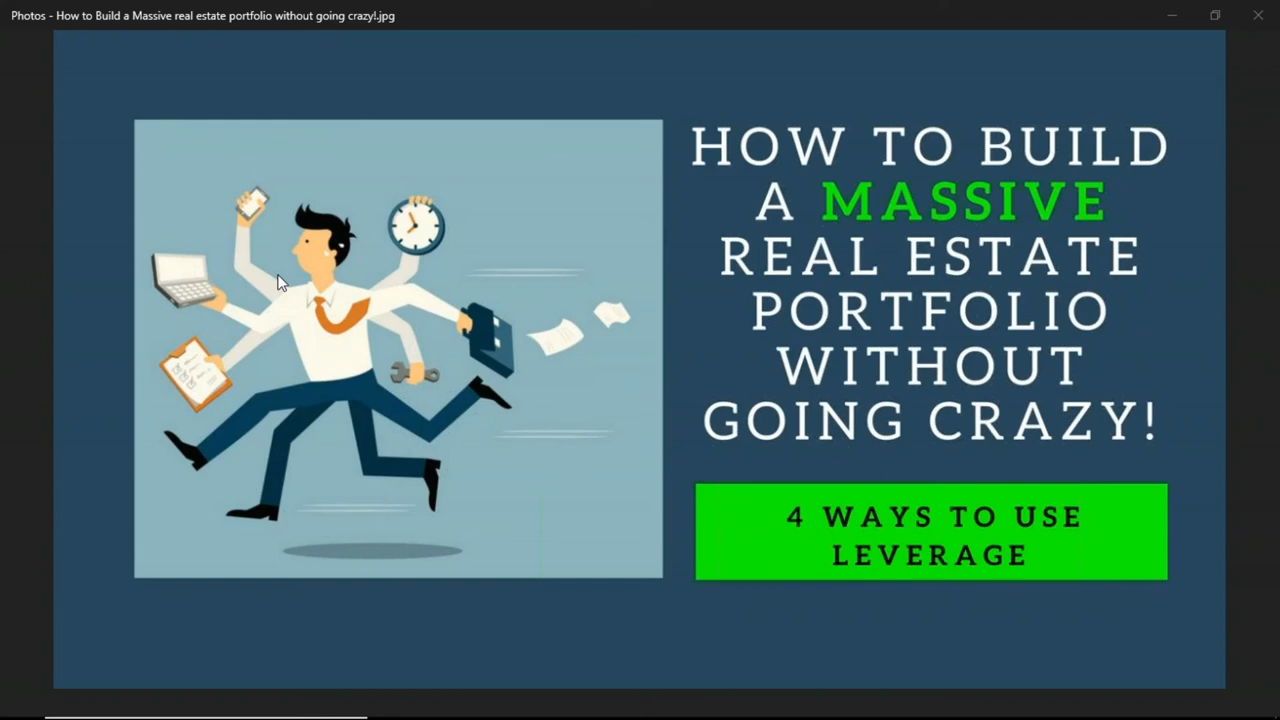 Photos - How to Build a Massive real estate portfolio without going crazy!.jpg
HOW TO BUILD
A MASSIVE
REAL ESTATE
PORTFOLIO
WITHOUT
GOING CRAZY!
4 WAYS TO USE
LEVERAGE